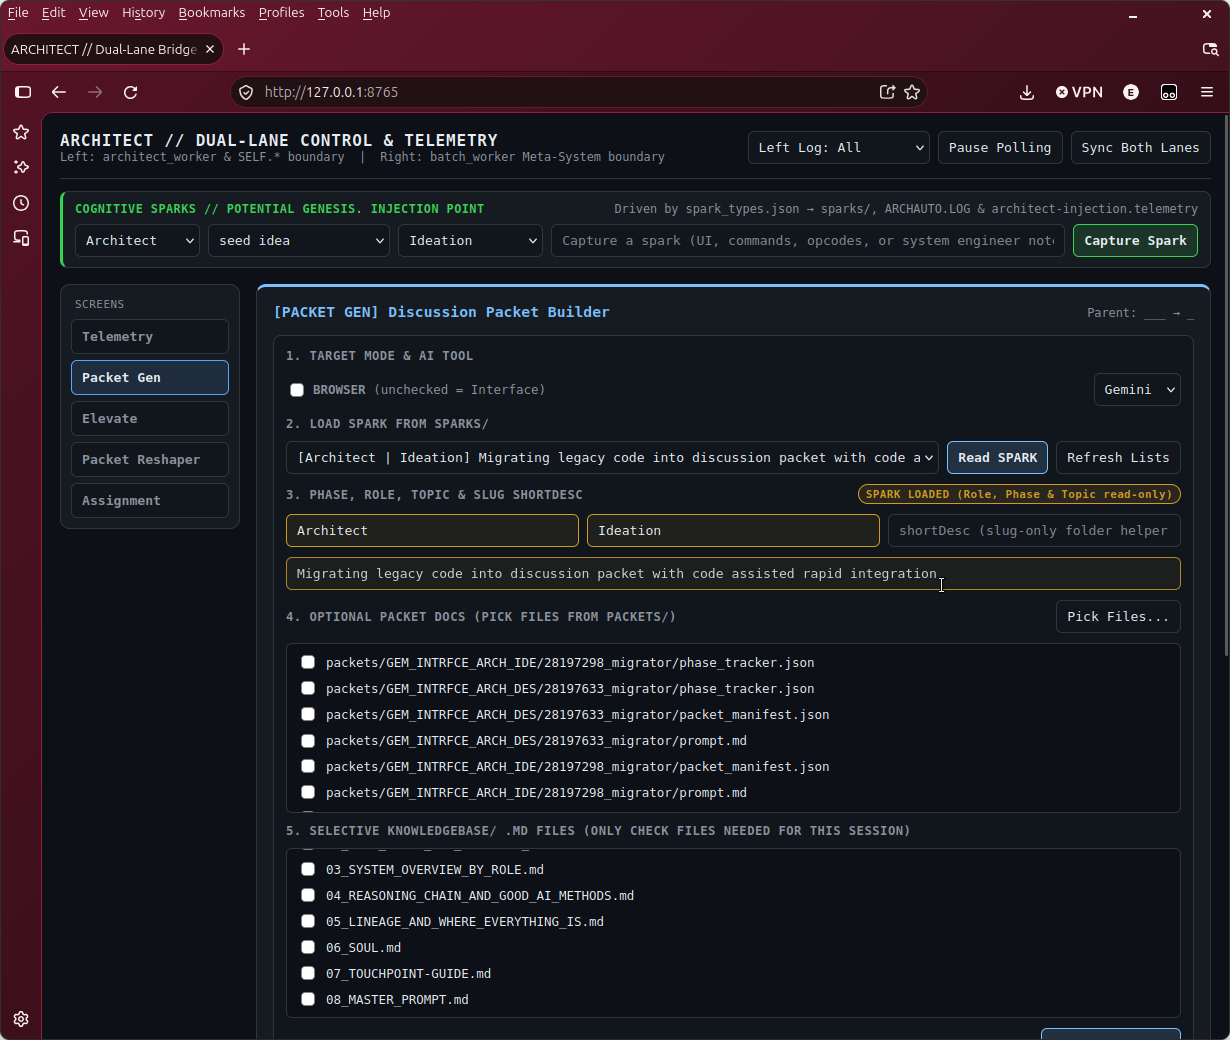 File Edit View History Bookmarks Profiles Tools Help
ARCHITECT // Dual-Lane Bridge
http://127.0.0.1:8765
VPN
E
ARCHITECT // DUAL-LANE CONTROL & TELEMETRY
Left: architect_worker & SELF.* boundary | Right: batch_worker Meta-System boundary
Left Log: All
Pause Polling
Sync Both Lanes
COGNITIVE SPARKS // POTENTIAL GENESIS. INJECTION POINT
Driven by spark_types.json → sparks/, ARCHAUTO.LOG & architect-injection.telemetry
Architect
seed idea
Ideation
Capture a spark (UI, commands, opcodes, or system engineer note
Capture Spark
SCREENS
Telemetry
Packet Gen
Elevate
Packet Reshaper
Assignment
[PACKET GEN] Discussion Packet Builder
Parent: ___ → _
1. TARGET MODE & AI TOOL
BROWSER (unchecked = Interface)
Gemini
2. LOAD SPARK FROM SPARKS/
[Architect | Ideation] Migrating legacy code into discussion packet with code a
Read SPARK
Refresh Lists
3. PHASE, ROLE, TOPIC & SLUG SHORTDESC
SPARK LOADED (Role, Phase & Topic read-only)
Architect
Ideation
shortDesc (slug-only folder helper
Migrating legacy code into discussion packet with code assisted rapid integration
4. OPTIONAL PACKET DOCS (PICK FILES FROM PACKETS/)
Pick Files...
packets/GEM_INTRFCE_ARCH_IDE/28197298_migrator/phase_tracker.json
packets/GEM_INTRFCE_ARCH_DES/28197633_migrator/phase_tracker.json
packets/GEM_INTRFCE_ARCH_DES/28197633_migrator/packet_manifest.json
packets/GEM_INTRFCE_ARCH_DES/28197633_migrator/prompt.md
packets/GEM_INTRFCE_ARCH_IDE/28197298_migrator/packet_manifest.json
packets/GEM_INTRFCE_ARCH_IDE/28197298_migrator/prompt.md
5. SELECTIVE KNOWLEDGEBASE/ .MD FILES (ONLY CHECK FILES NEEDED FOR THIS SESSION)
03_SYSTEM_OVERVIEW_BY_ROLE.md
04_REASONING_CHAIN_AND_GOOD_AI_METHODS.md
05_LINEAGE_AND_WHERE_EVERYTHING_IS.md
06_SOUL.md
07_TOUCHPOINT-GUIDE.md
08_MASTER_PROMPT.md